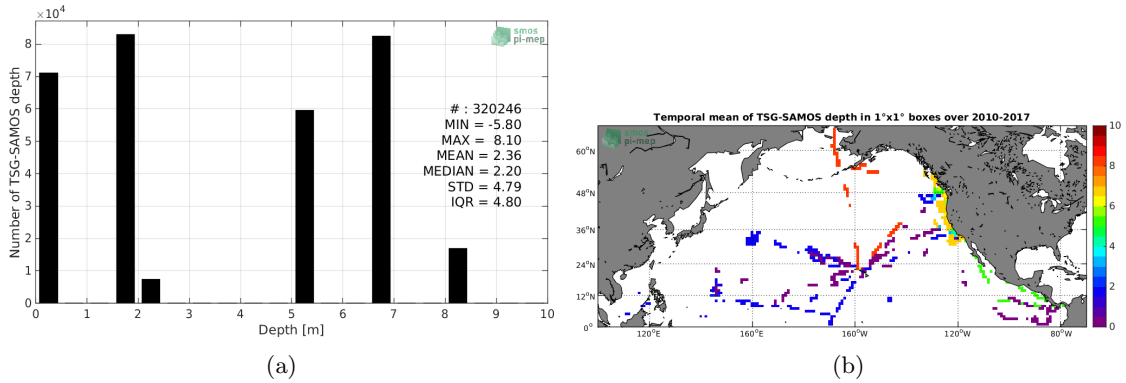 ×10⁴
9
8
7
6
5
4
3
2
1
0
Number of TSG-SAMOS depth
smos
pi-mep
# : 320246
MIN = -5.80
MAX = 8.10
MEAN = 2.36
MEDIAN = 2.20
STD = 4.79
IQR = 4.80
0 1 2 3 4 5 6 7 8 9 10
Depth [m]
(a)
Temporal mean of TSG-SAMOS depth in 1°x1° boxes over 2010-2017
smos
pi-mep
60°N
48°N
36°N
24°N
12°N
0°
120°E 160°E 160°W 120°W 80°W
10
8
6
4
2
0
(b)